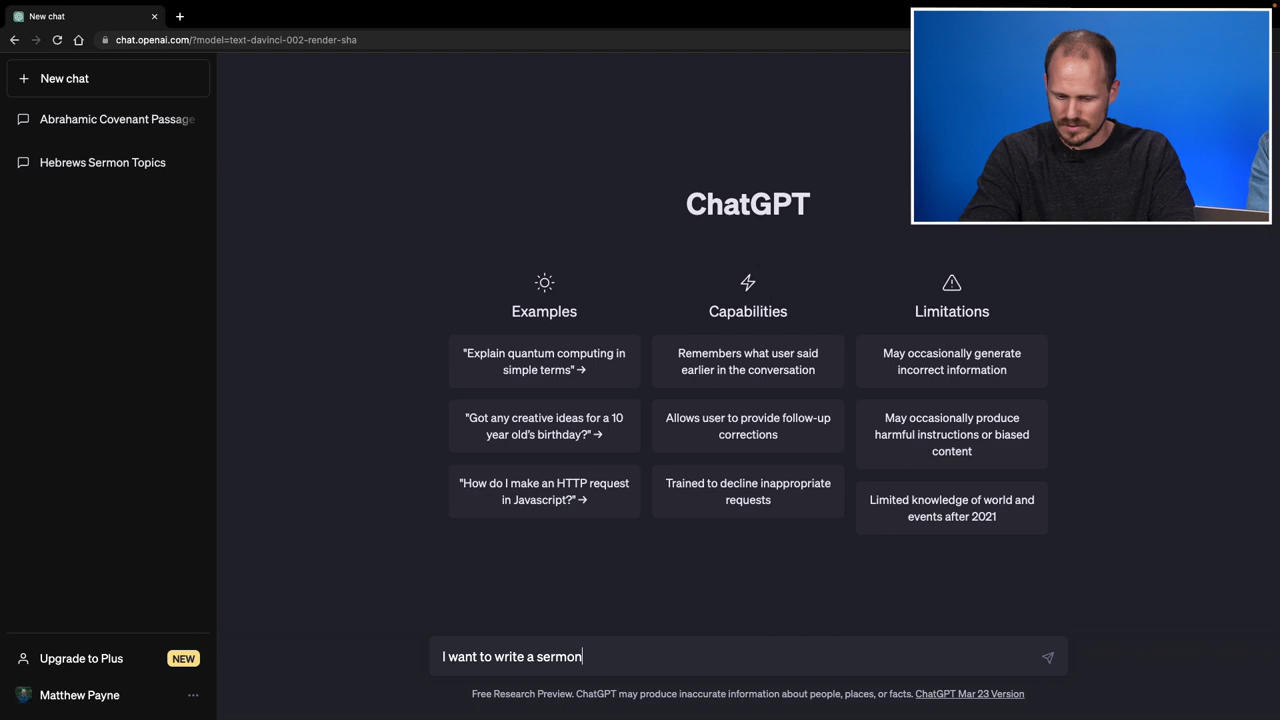 New chat
chat.openai.com/?model=text-davinci-002-render-sha
New chat
Abrahamic Covenant Passage
Hebrews Sermon Topics
ChatGPT
Examples
"Explain quantum computing in
simple terms" →
"Got any creative ideas for a 10
year old's birthday?" →
"How do I make an HTTP request
in Javascript?" →
Capabilities
Remembers what user said
earlier in the conversation
Allows user to provide follow-up
corrections
Trained to decline inappropriate
requests
Limitations
May occasionally generate
incorrect information
May occasionally produce
harmful instructions or biased
content
Limited knowledge of world and
events after 2021
I want to write a sermon
Free Research Preview. ChatGPT may produce inaccurate information about people, places, or facts. ChatGPT Mar 23 Version
Upgrade to Plus NEW
Matthew Payne